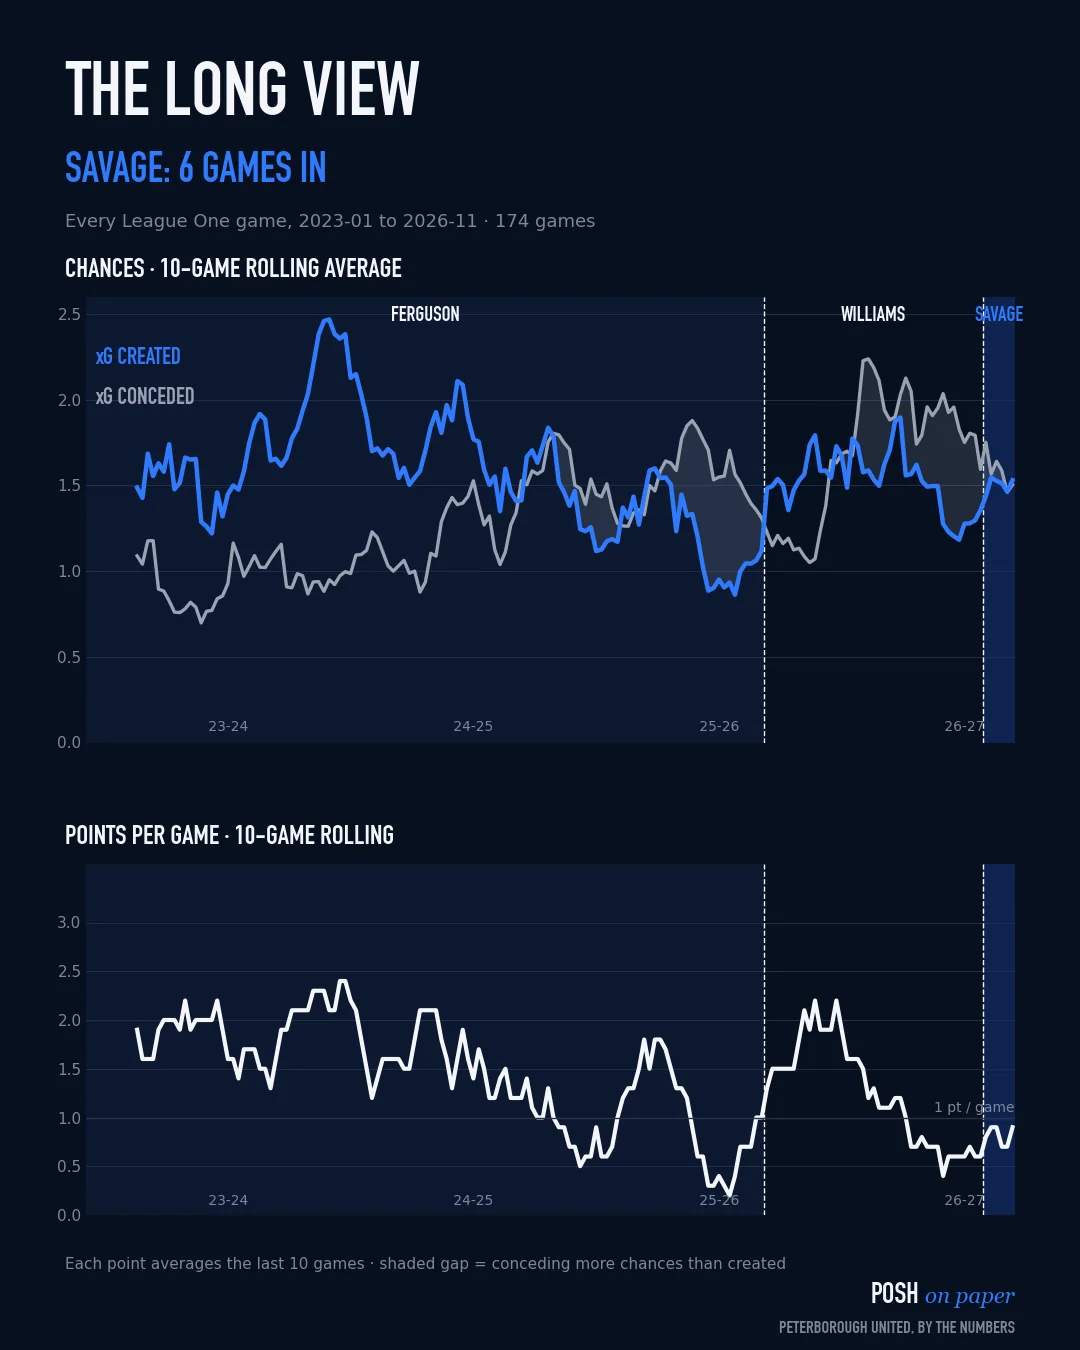 THE LONG VIEW
SAVAGE: 6 GAMES IN
Every League One game, 2023-01 to 2026-11 · 174 games
CHANCES · 10-GAME ROLLING AVERAGE
2.5
FERGUSON
WILLIAMS
SAVAGE
xG CREATED
xG CONCEDED
2.0
1.5
1.0
0.5
23-24
24-25
25-26
26-27
0.0
POINTS PER GAME · 10-GAME ROLLING
3.0
2.5
2.0
1.5
1 pt / game
1.0
0.5
23-24
24-25
25-26
26-27
0.0
Each point averages the last 10 games · shaded gap = conceding more chances than created
POSH on paper
PETERBOROUGH UNITED, BY THE NUMBERS